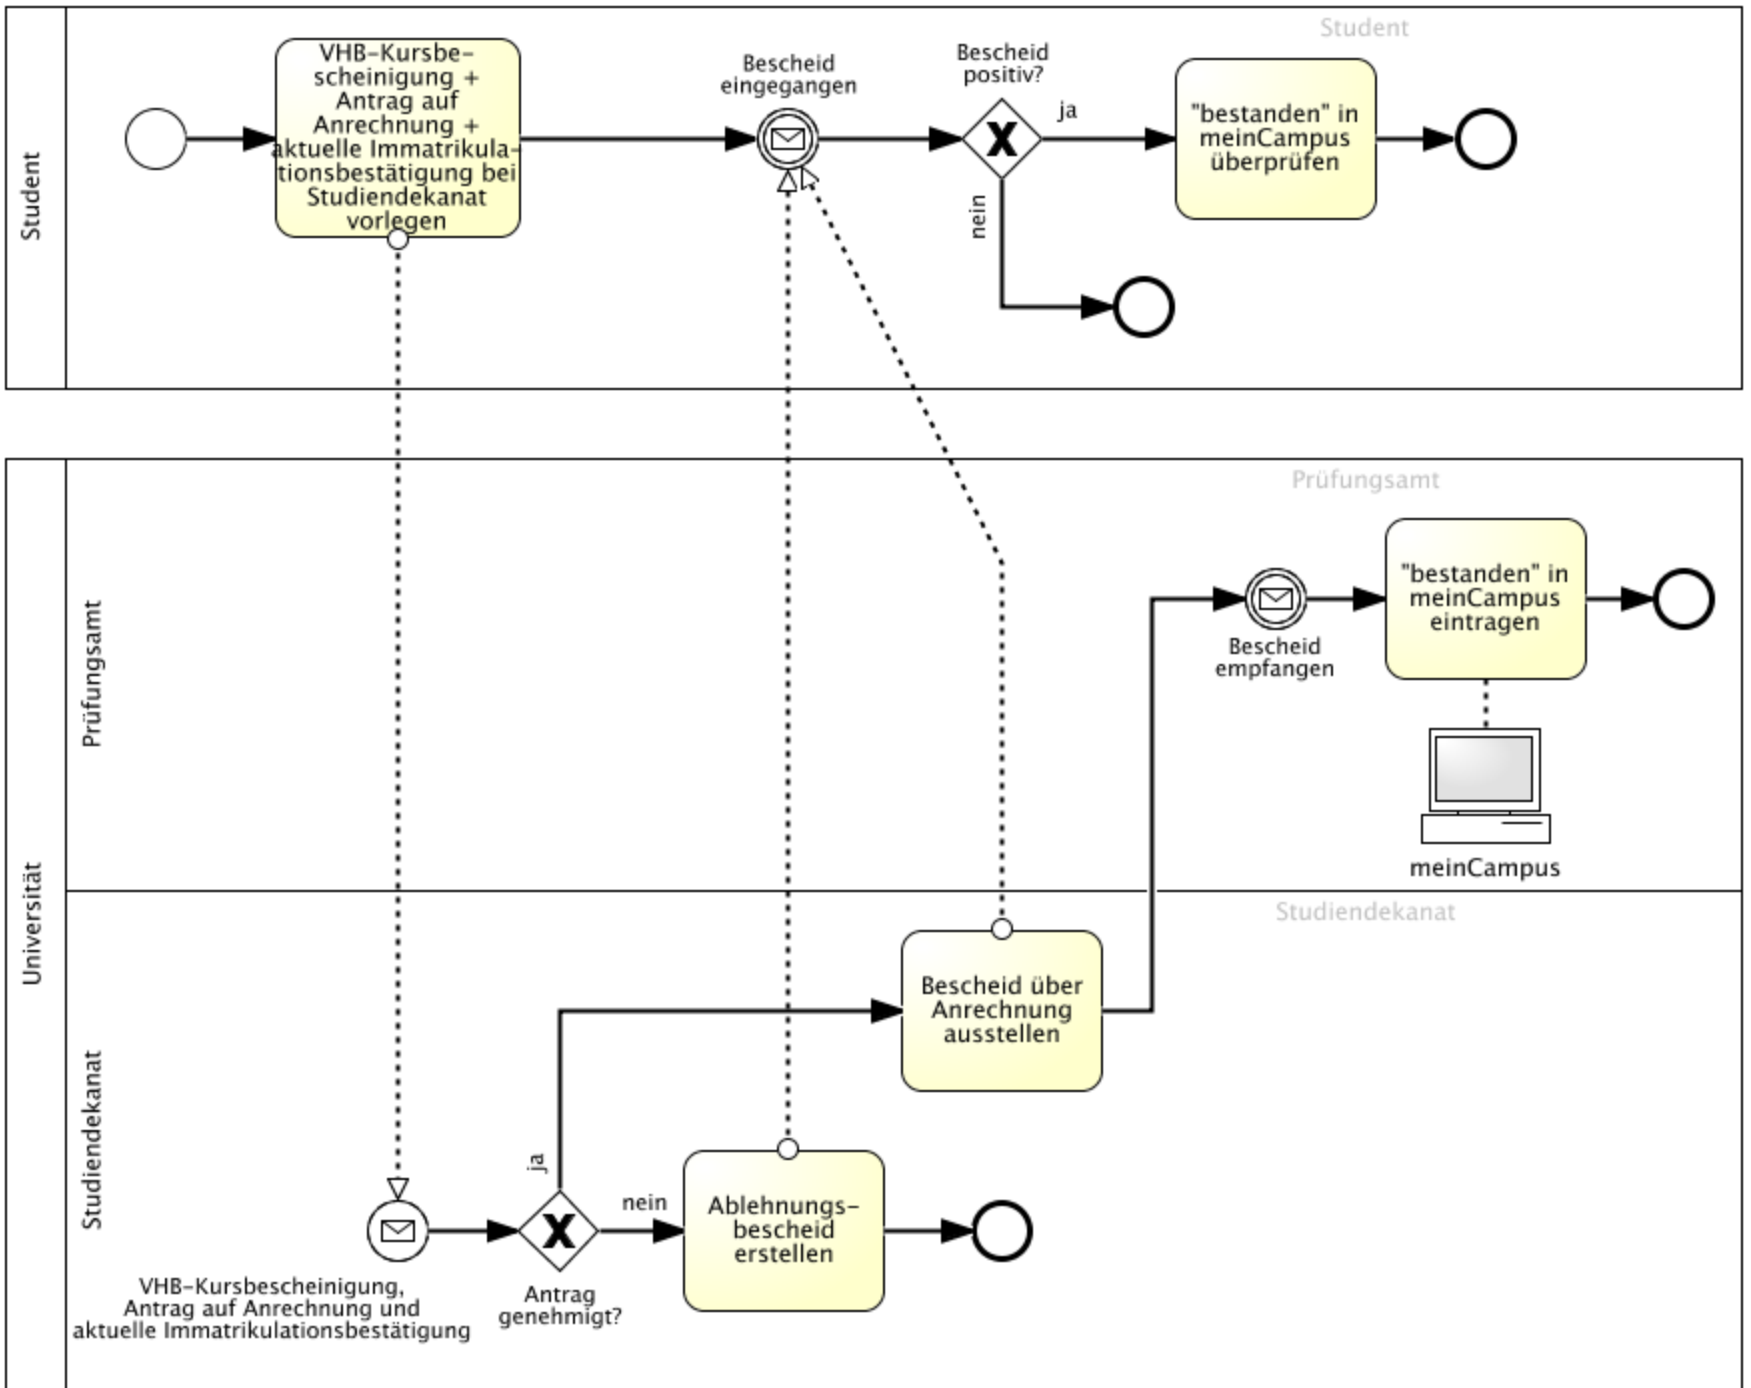 Student
Student
VHB-Kursbe-
scheinigung +
Antrag auf
Anrechnung +
aktuelle Immatrikula-
tionsbestätigung bei
Studiendekanat
vorlegen
Bescheid
eingegangen
Bescheid
positiv?
ja
nein
"bestanden" in
meinCampus
überprüfen
Universität
Prüfungsamt
Prüfungsamt
Bescheid
empfangen
"bestanden" in
meinCampus
eintragen
meinCampus
Studiendekanat
Studiendekanat
Bescheid über
Anrechnung
ausstellen
ja
nein
Ablehnungs-
bescheid
erstellen
VHB-Kursbescheinigung,
Antrag auf Anrechnung und
aktuelle Immatrikulationsbestätigung
Antrag
genehmigt?